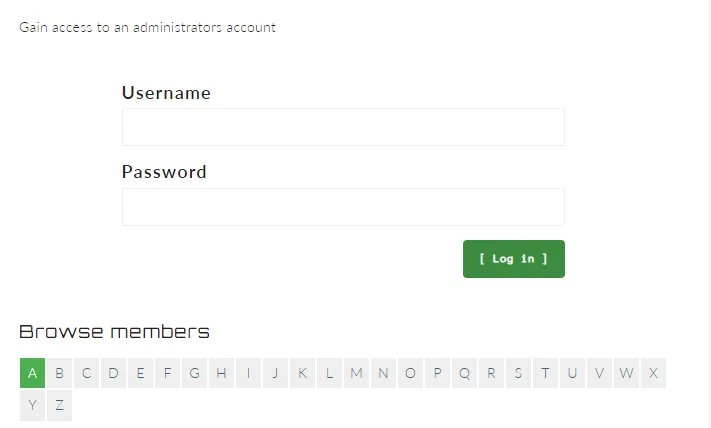 Gain access to an administrators account
Username
Password
[ Log in ]
Browse members
A B C D E F G H I J K L M N O P Q R S T U V W X
Y Z